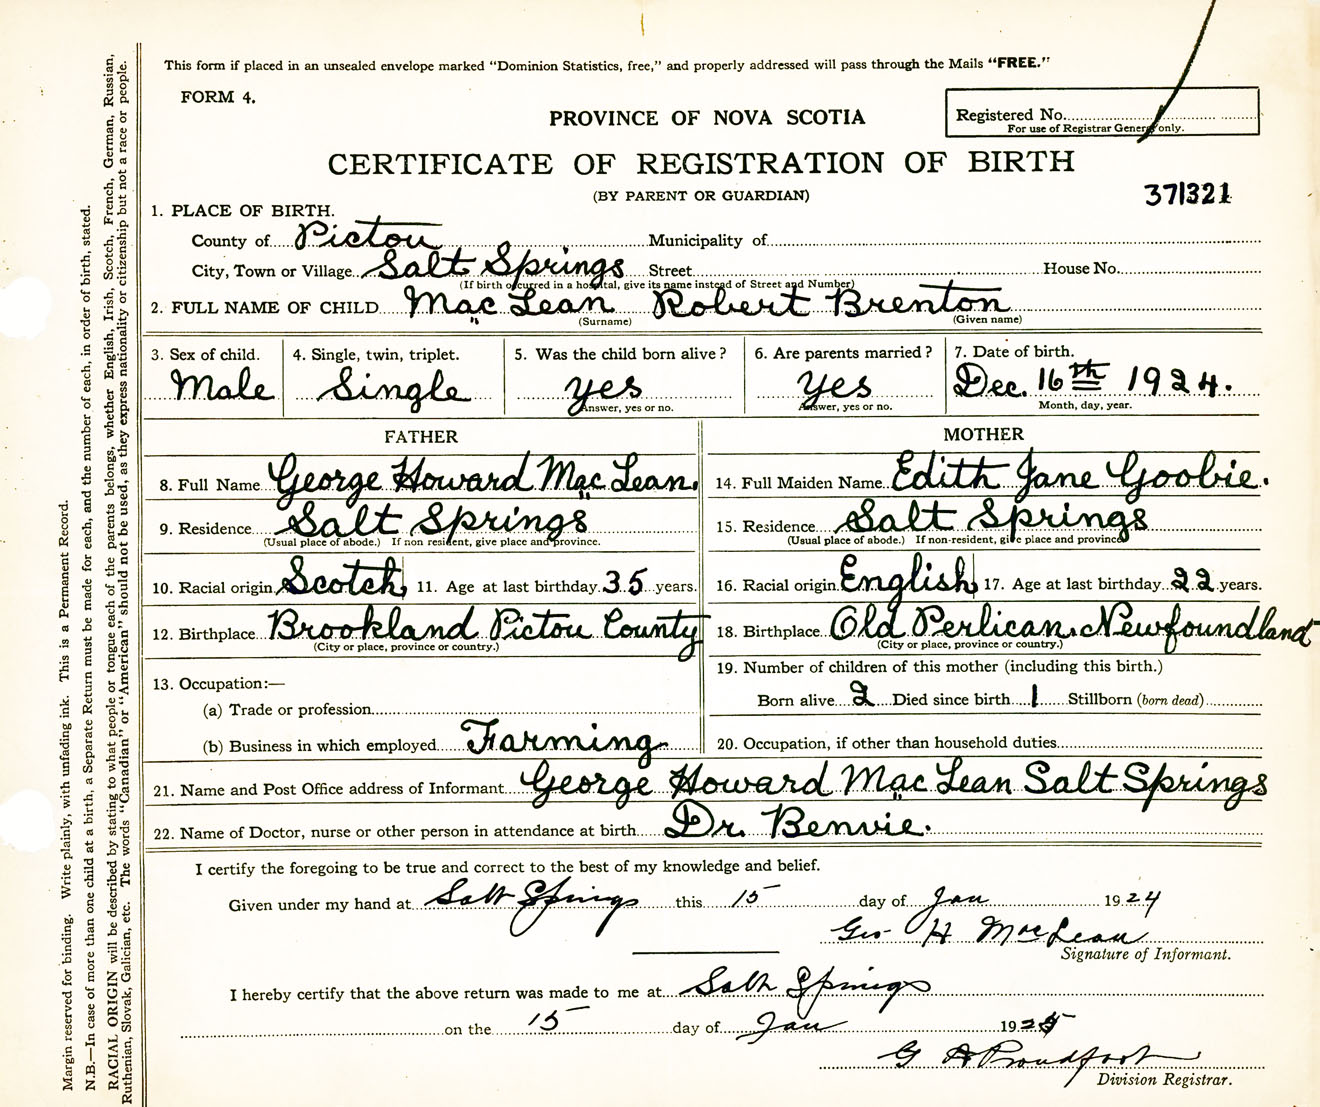 This form if placed in an unsealed envelope marked "Dominion Statistics, free," and properly addressed will pass through the Mails "FREE."
FORM 4.
PROVINCE OF NOVA SCOTIA
Registered No.
For use of Registrar General only.
CERTIFICATE OF REGISTRATION OF BIRTH
(BY PARENT OR GUARDIAN)
371321
1. PLACE OF BIRTH.
County of Pictou Municipality of
City, Town or Village Salt Springs Street House No.
(If birth occurred in a hospital, give its name instead of Street and Number)
2. FULL NAME OF CHILD MacLean Robert Brenton
(Surname) (Given name)
3. Sex of child. 4. Single, twin, triplet. 5. Was the child born alive? 6. Are parents married? 7. Date of birth.
Male Single yes yes Dec. 16th 1924.
Answer, yes or no. Answer, yes or no. Month, day, year.
FATHER MOTHER
8. Full Name George Howard MacLean. 14. Full Maiden Name Edith Jane Goobie.
9. Residence Salt Springs 15. Residence Salt Springs
(Usual place of abode.) If non resident, give place and province. (Usual place of abode.) If non-resident, give place and province
10. Racial origin Scotch 11. Age at last birthday 35 years. 16. Racial origin English 17. Age at last birthday 22 years.
12. Birthplace Brookland Pictou County 18. Birthplace Old Perlican. Newfoundland
(City or place, province or country.) (City or place, province or country.)
19. Number of children of this mother (including this birth.)
13. Occupation:—
Born alive 2 Died since birth 1 Stillborn (born dead)
(a) Trade or profession
(b) Business in which employed Farming 20. Occupation, if other than household duties
21. Name and Post Office address of Informant George Howard MacLean Salt Springs
22. Name of Doctor, nurse or other person in attendance at birth Dr. Benvie.
I certify the foregoing to be true and correct to the best of my knowledge and belief.
Given under my hand at Salt Springs this 15 day of Jan 1924
Geo H MacLean
Signature of Informant.
I hereby certify that the above return was made to me at Salt Springs
on the 15 day of Jan 1925
G A Proudfoot
Division Registrar.
Margin reserved for binding. Write plainly, with unfading ink. This is a Permanent Record.
N.B.—In case of more than one child at a birth, a Separate Return must be made for each, and the number of each, in order of birth, stated.
RACIAL ORIGIN will be described by stating to what people or tongue each of the parents belongs, whether English, Irish, Scotch, French, German, Russian,
Ruthenian, Slovak, Galician, etc. The words "Canadian" or "American" should not be used, as they express nationality or citizenship but not a race or people.